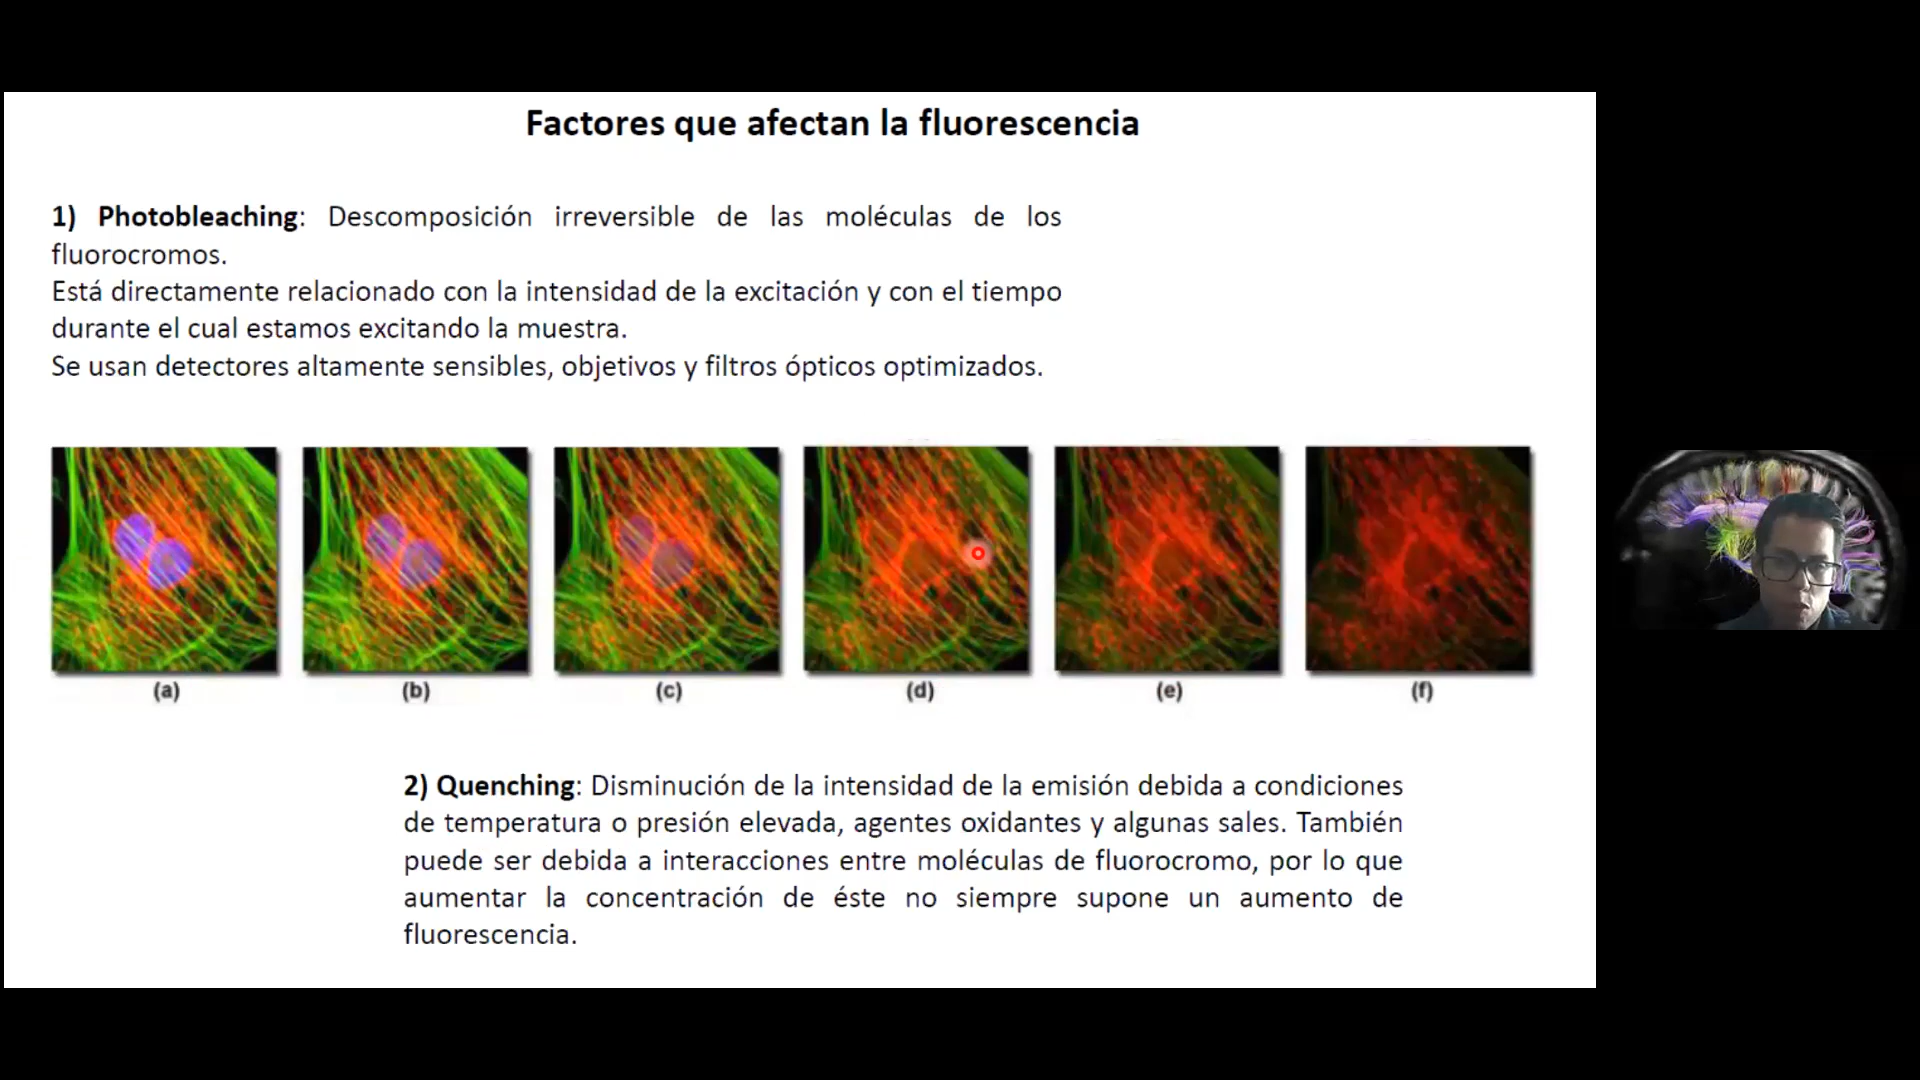 Factores que afectan la fluorescencia
1) Photobleaching: Descomposición irreversible de las moléculas de los
fluorocromos.
Está directamente relacionado con la intensidad de la excitación y con el tiempo
durante el cual estamos excitando la muestra.
Se usan detectores altamente sensibles, objetivos y filtros ópticos optimizados.
(a) (b) (c) (d) (e) (f)
2) Quenching: Disminución de la intensidad de la emisión debida a condiciones
de temperatura o presión elevada, agentes oxidantes y algunas sales. También
puede ser debida a interacciones entre moléculas de fluorocromo, por lo que
aumentar la concentración de éste no siempre supone un aumento de
fluorescencia.